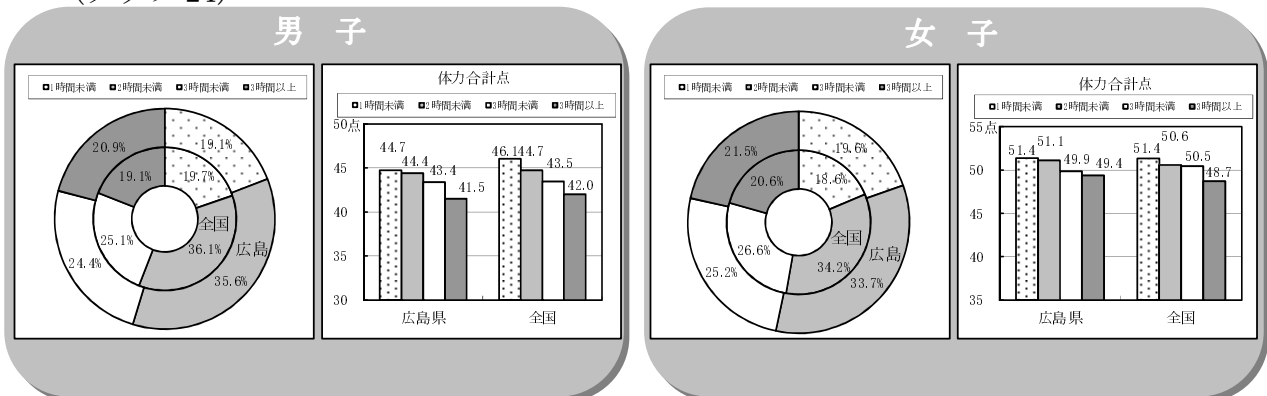 男　子
□1時間未満　□2時間未満　□3時間未満　■3時間以上
20.9%
19.1%
19.1%
19.7%
全国
25.1%
36.1%
広島
24.4%
35.6%
体力合計点
□1時間未満　■2時間未満　□3時間未満　■3時間以上
50点
45
40
35
30
44.7
44.4
43.4
41.5
46.1
44.7
43.5
42.0
広島県
全国
女　子
□1時間未満　□2時間未満　□3時間未満　■3時間以上
21.5%
19.6%
20.6%
18.6%
全国
26.6%
広島
25.2%
34.2%
33.7%
体力合計点
□1時間未満　■2時間未満　□3時間未満　■3時間以上
55点
50
45
40
35
51.4
51.1
49.9
49.4
51.4
50.6
50.5
48.7
広島県
全国